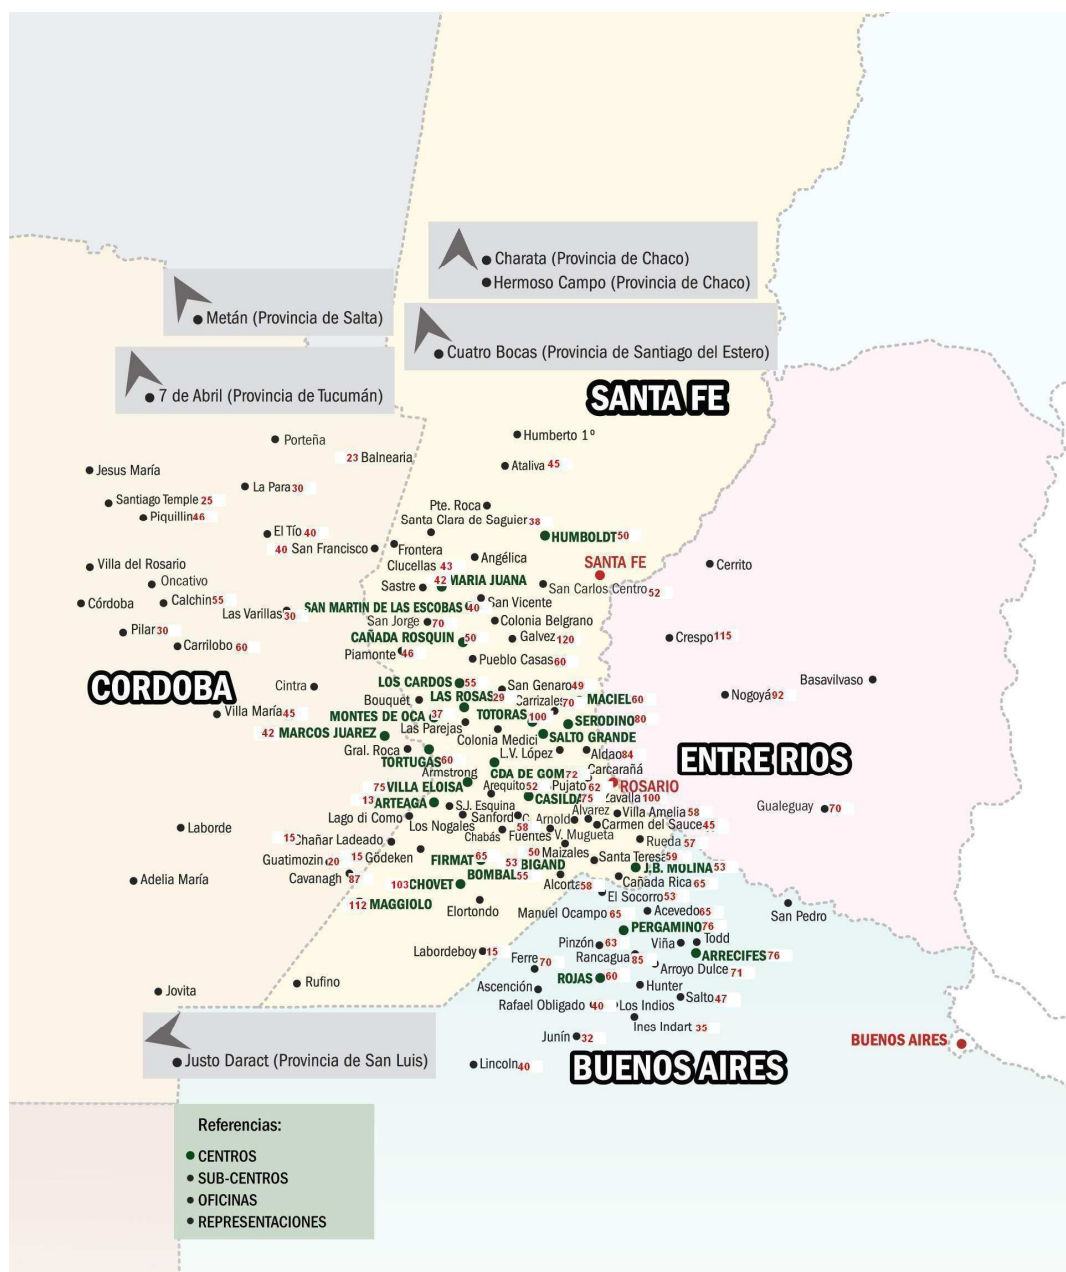 Charata (Provincia de Chaco)
Hermoso Campo (Provincia de Chaco)
Metán (Provincia de Salta)
Cuatro Bocas (Provincia de Santiago del Estero)
7 de Abril (Provincia de Tucumán)
SANTA FE
Humberto 1º
Porteña
23 Balnearia
Ataliva 45
Jesus María
La Para 30
Santiago Temple 25
Pte. Roca
Piquillin 46
Santa Clara de Saguier 38
El Tío 40
HUMBOLDT 50
40 San Francisco
Frontera
Angélica
Clucellas 43
SANTA FE
Cerrito
Villa del Rosario
Oncativo
42 MARIA JUANA
Sastre
San Carlos Centro 52
Córdoba
Calchin 55
Las Varillas 30
SAN MARTIN DE LAS ESCOBAS 40
San Vicente
San Jorge 70
Colonia Belgrano
Pilar 30
CAÑADA ROSQUIN 50
Galvez 120
Crespo 115
Carrilobo 60
Piamonte 46
Pueblo Casas 60
CORDOBA
Cintra
LOS CARDOS 55
San Genaro 49
Basavilvaso
Bouquet
LAS ROSAS 29
Carrizales 70
MACIEL 60
Nogoyá 92
Villa María 45
MONTES DE OCA 37
TOTORAS 100
SERODINO 80
42 MARCOS JUAREZ
Las Parejas
Colonia Medici
SALTO GRANDE
Gral. Roca
L.V. López
Aldao 84
ENTRE RIOS
TORTUGAS 60
Armstrong
CDA DE GOM 72
Carcarañá
75 VILLA ELOISA
Arequito 52
Pujato 62
ROSARIO
13 ARTEAGA
S.J. Esquina
CASILDA 75
Zavalla 100
Gualeguay 70
Lago di Como
Sanford
C. Arnold
Alvarez
Villa Amelia 58
Laborde
Los Nogales
58
Carmen del Sauce 45
15 Chañar Ladeado
Chabás
Fuentes
V. Mugueta
Rueda 57
Guatimozin 20
15 Gödeken
FIRMAT 65
50 Maizales
Santa Teresa 59
53 BIGAND
J.B. MOLINA 53
Adelia María
Cavanagh 87
BOMBAL 55
103 CHOVET
Alcorta 58
Cañada Rica 65
El Socorro 53
112 MAGGIOLO
Elortondo
Manuel Ocampo 65
Acevedo 65
San Pedro
PERGAMINO 76
Labordeboy 15
Pinzón 63
Viña
Todd
Ferre 70
Rancagua 85
ARRECIFES 76
Arroyo Dulce 71
Rufino
ROJAS 60
Jovita
Ascención
Hunter
Rafael Obligado 40
Los Indios
Salto 47
Ines Indart 35
Junín 32
BUENOS AIRES
Justo Daract (Provincia de San Luis)
Lincoln 40
BUENOS AIRES
Referencias:
CENTROS
SUB-CENTROS
OFICINAS
REPRESENTACIONES